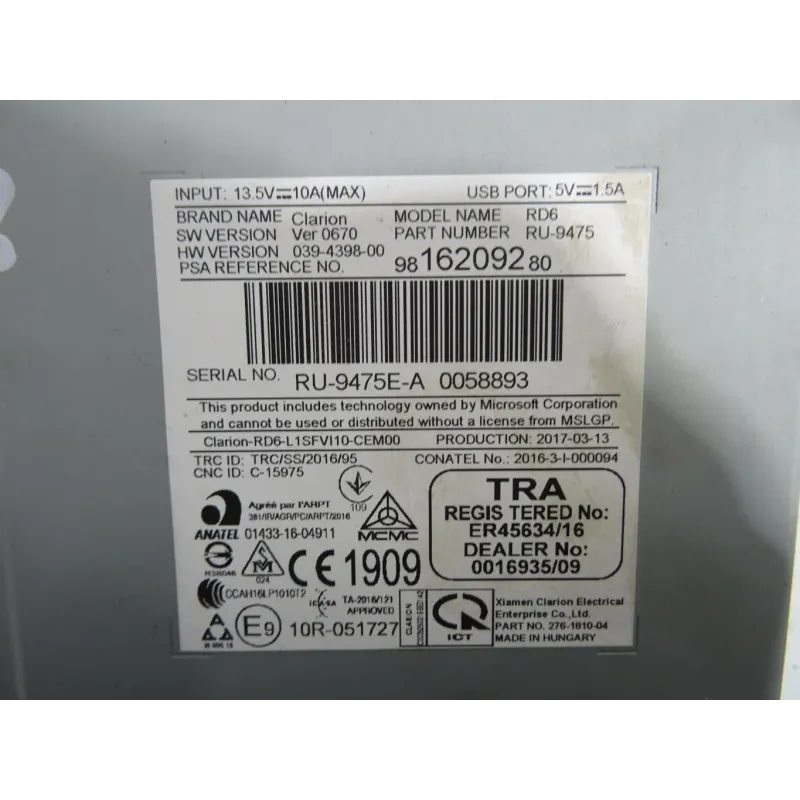 INPUT: 13.5V⎓10A(MAX) USB PORT: 5V⎓1.5A
BRAND NAME Clarion MODEL NAME RD6
SW VERSION Ver 0670 PART NUMBER RU-9475
HW VERSION 039-4398-00
PSA REFERENCE NO. 9816209280
SERIAL NO. RU-9475E-A 0058893
This product includes technology owned by Microsoft Corporation
and cannot be used or distributed without a license from MSLGP.
Clarion-RD6-L1SFVI10-CEM00 PRODUCTION: 2017-03-13
TRC ID: TRC/SS/2016/95 CONATEL No.: 2016-3-I-000094
CNC ID: C-15975
109
Agréé par l'ARPT
ANATEL 01433-16-04911
MCMC
TRA
REGISTERED No:
ER45634/16
DEALER No:
0016935/09
024
CE 1909
CCAH16LP1010T2
TA-2016/121
APPROVED
E9 10R-051727
CLARION
ICT
Xiamen Clarion Electrical
Enterprise Co.,Ltd.
PART NO. 276-1810-04
MADE IN HUNGARY